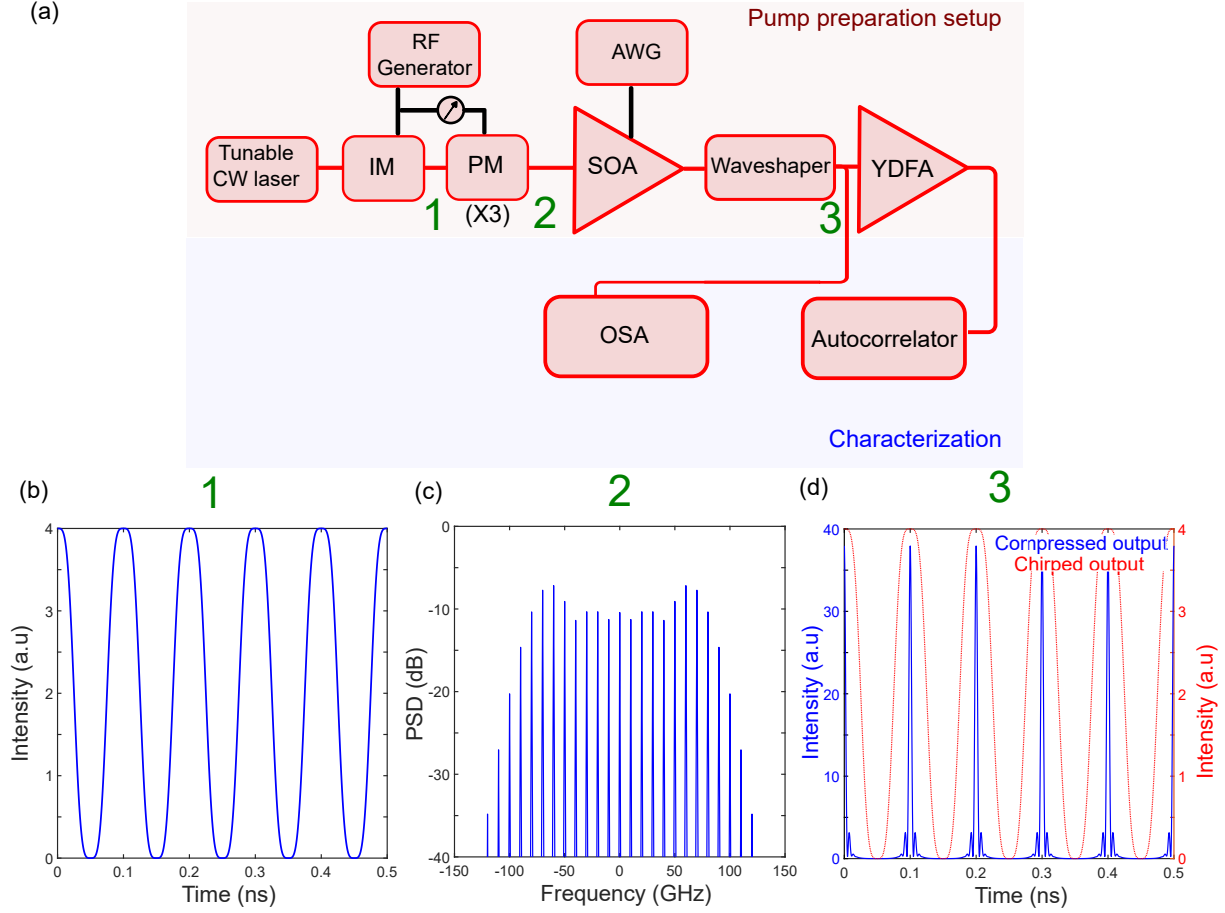 (a)
Pump preparation setup
RF
Generator
AWG
Tunable
CW laser
IM
PM
(X3)
SOA
Waveshaper
YDFA
1
2
3
OSA
Autocorrelator
Characterization
(b)
1
4
3
2
1
0
Intensity (a.u)
0
0.1
0.2
0.3
0.4
0.5
Time (ns)
(c)
2
0
-10
-20
-30
-40
PSD (dB)
-150
-100
-50
0
50
100
150
Frequency (GHz)
(d)
3
Compressed output
Chirped output
40
30
20
10
0
Intensity (a.u)
4
3
2
1
0
Intensity (a.u)
0
0.1
0.2
0.3
0.4
0.5
Time (ns)